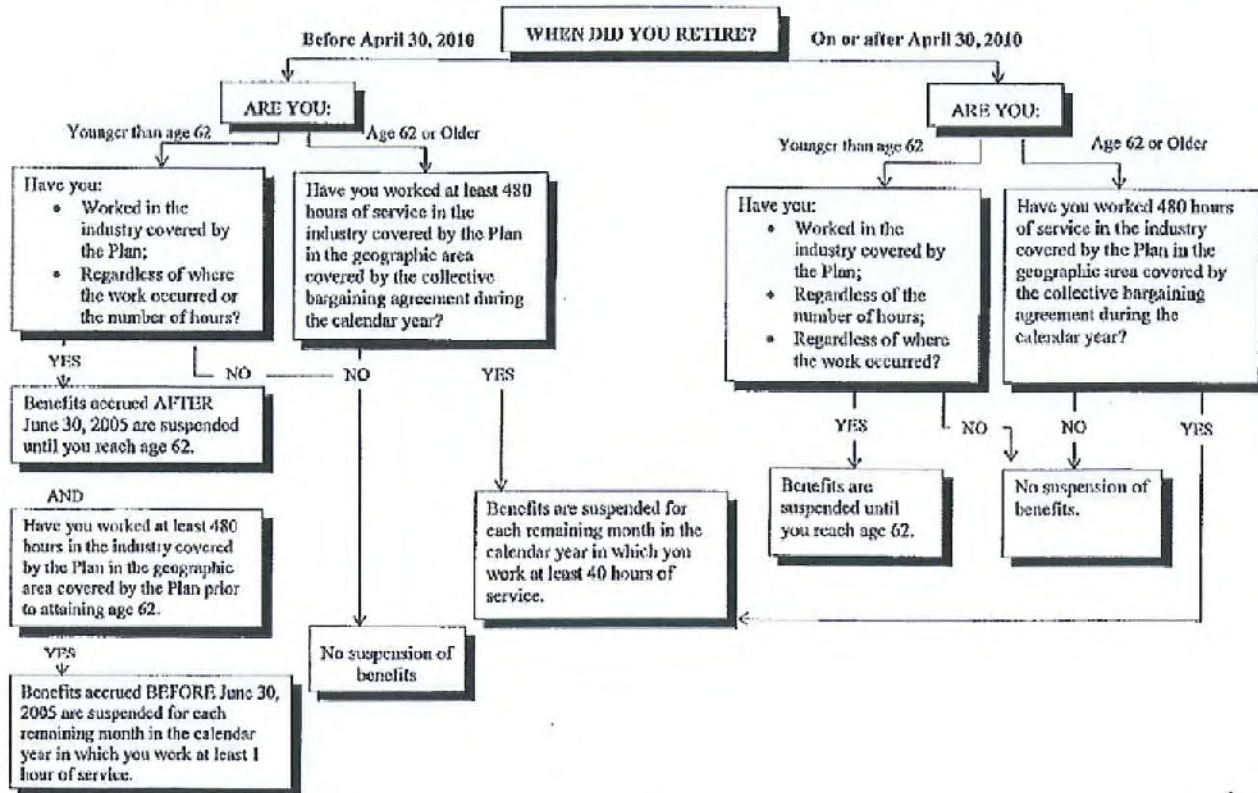 WHEN DID YOU RETIRE?
Before April 30, 2010
On or after April 30, 2010
ARE YOU:
Younger than age 62
Age 62 or Older
Have you:
• Worked in the
industry covered by
the Plan;
• Regardless of where
the work occurred or
the number of hours?
Have you worked at least 480
hours of service in the
industry covered by the Plan
in the geographic area
covered by the collective
bargaining agreement during
the calendar year?
YES
NO
NO
YES
Benefits accrued AFTER
June 30, 2005 are suspended
until you reach age 62.
AND
Have you worked at least 480
hours in the industry covered
by the Plan in the geographic
area covered by the Plan prior
to attaining age 62.
YES
Benefits accrued BEFORE June 30,
2005 are suspended for each
remaining month in the calendar
year in which you work at least 1
hour of service.
No suspension of
benefits
Benefits are suspended for
each remaining month in the
calendar year in which you
work at least 40 hours of
service.
ARE YOU:
Younger than age 62
Age 62 or Older
Have you:
• Worked in the
industry covered by
the Plan;
• Regardless of the
number of hours;
• Regardless of where
the work occurred?
Have you worked 480 hours
of service in the industry
covered by the Plan in the
geographic area covered by
the collective bargaining
agreement during the
calendar year?
YES
NO
NO
YES
Benefits are
suspended until
you reach age 62.
No suspension of
benefits.